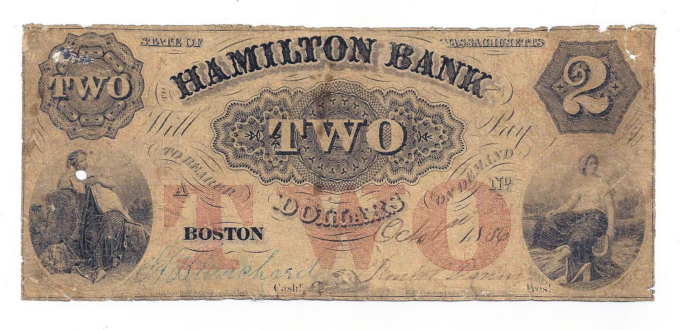 STATE OF HAMILTON BANK MASSACHUSETTS
TWO 2
Will TWO Pay
TO BEARER ON DEMAND
A Nº
TWO
DOLLARS
BOSTON Oct
Cash! Pres!